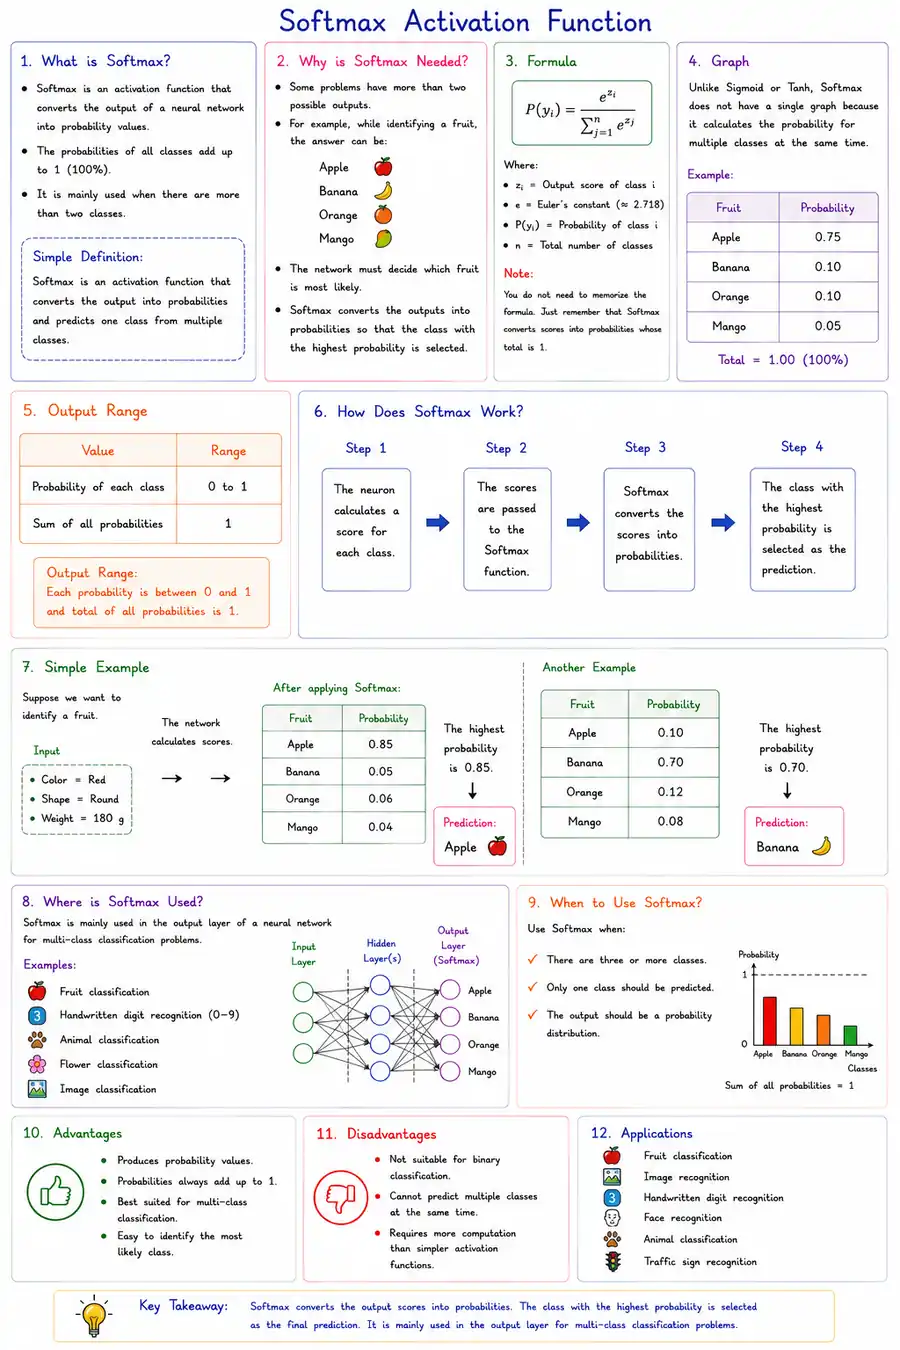 Softmax Activation Function
1. What is Softmax?
• Softmax is an activation function that
converts the output of a neural network
into probability values.
• The probabilities of all classes add up
to 1 (100%).
• It is mainly used when there are more
than two classes.
Simple Definition:
Softmax is an activation function that
converts the output into probabilities
and predicts one class from multiple
classes.
2. Why is Softmax Needed?
• Some problems have more than two
possible outputs.
• For example, while identifying a fruit,
the answer can be:
Apple
Banana
Orange
Mango
• The network must decide which fruit
is most likely.
• Softmax converts the outputs into
probabilities so that the class with
the highest probability is selected.
3. Formula
P(yᵢ) = e^{zᵢ} / ∑_{j=1}^{n} e^{zⱼ}
Where:
• zᵢ = Output score of class i
• e = Euler's constant (≈ 2.718)
• P(yᵢ) = Probability of class i
• n = Total number of classes
Note:
You do not need to memorize the
formula. Just remember that Softmax
converts scores into probabilities whose
total is 1.
4. Graph
Unlike Sigmoid or Tanh, Softmax
does not have a single graph because
it calculates the probability for
multiple classes at the same time.
Example:
Fruit Probability
Apple 0.75
Banana 0.10
Orange 0.10
Mango 0.05
Total = 1.00 (100%)
5. Output Range
Value Range
Probability of each class 0 to 1
Sum of all probabilities 1
Output Range:
Each probability is between 0 and 1
and total of all probabilities is 1.
6. How Does Softmax Work?
Step 1
The neuron
calculates a
score for
each class.
Step 2
The scores
are passed
to the
Softmax
function.
Step 3
Softmax
converts the
scores into
probabilities.
Step 4
The class with
the highest
probability is
selected as the
prediction.
7. Simple Example
Suppose we want to
identify a fruit.
Input
• Color = Red
• Shape = Round
• Weight = 180 g
The network
calculates scores.
→ →
After applying Softmax:
Fruit Probability
Apple 0.85
Banana 0.05
Orange 0.06
Mango 0.04
The highest
probability
is 0.85.
Prediction:
Apple
Another Example
Fruit Probability
Apple 0.10
Banana 0.70
Orange 0.12
Mango 0.08
The highest
probability
is 0.70.
Prediction:
Banana
8. Where is Softmax Used?
Softmax is mainly used in the output layer of a neural network
for multi-class classification problems.
Examples:
Fruit classification
3 Handwritten digit recognition (0–9)
Animal classification
Flower classification
Image classification
Input
Layer
Hidden
Layer(s)
Output
Layer
(Softmax)
Apple
Banana
Orange
Mango
9. When to Use Softmax?
Use Softmax when:
✓ There are three or more classes.
✓ Only one class should be predicted.
✓ The output should be a probability
distribution.
Probability
1
0
Apple Banana Orange Mango
Classes
Sum of all probabilities = 1
10. Advantages
• Produces probability values.
• Probabilities always add up to 1.
• Best suited for multi-class
classification.
• Easy to identify the most
likely class.
11. Disadvantages
• Not suitable for binary
classification.
• Cannot predict multiple classes
at the same time.
• Requires more computation
than simpler activation
functions.
12. Applications
Fruit classification
Image recognition
3 Handwritten digit recognition
Face recognition
Animal classification
Traffic sign recognition
Key Takeaway: Softmax converts the output scores into probabilities. The class with the highest probability is selected
as the final prediction. It is mainly used in the output layer for multi-class classification problems.